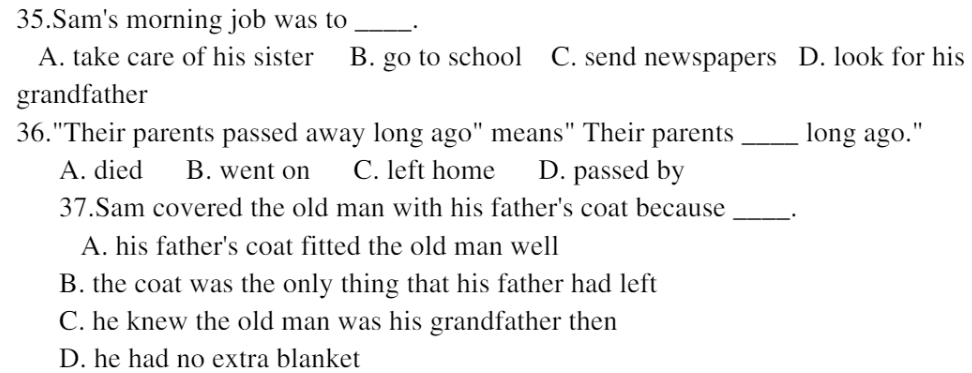 35.Sam's morning job was to ____.
A. take care of his sister B. go to school C. send newspapers D. look for his
grandfather
36."Their parents passed away long ago" means" Their parents ____ long ago."
A. died B. went on C. left home D. passed by
37.Sam covered the old man with his father's coat because ____.
A. his father's coat fitted the old man well
B. the coat was the only thing that his father had left
C. he knew the old man was his grandfather then
D. he had no extra blanket